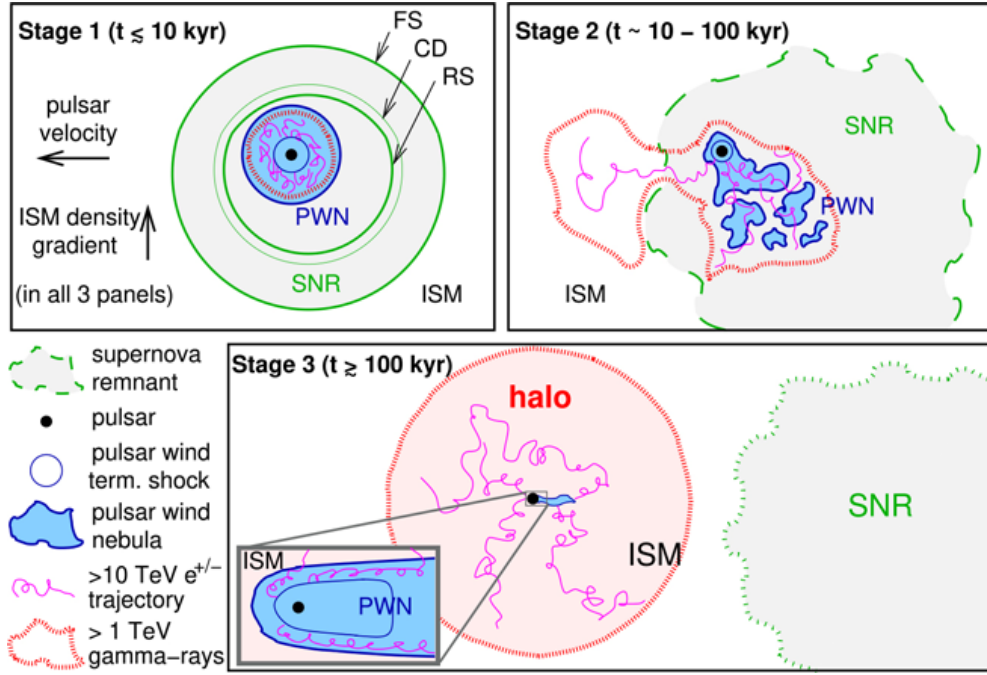 Stage 1 (t ≲ 10 kyr)
FS
CD
RS
pulsar
velocity
ISM density
gradient
(in all 3 panels)
PWN
SNR
ISM
Stage 2 (t ~ 10 – 100 kyr)
SNR
PWN
ISM
supernova
remnant
pulsar
pulsar wind
term. shock
pulsar wind
nebula
>10 TeV e+/−
trajectory
> 1 TeV
gamma−rays
Stage 3 (t ≳ 100 kyr)
halo
ISM
SNR
ISM
PWN